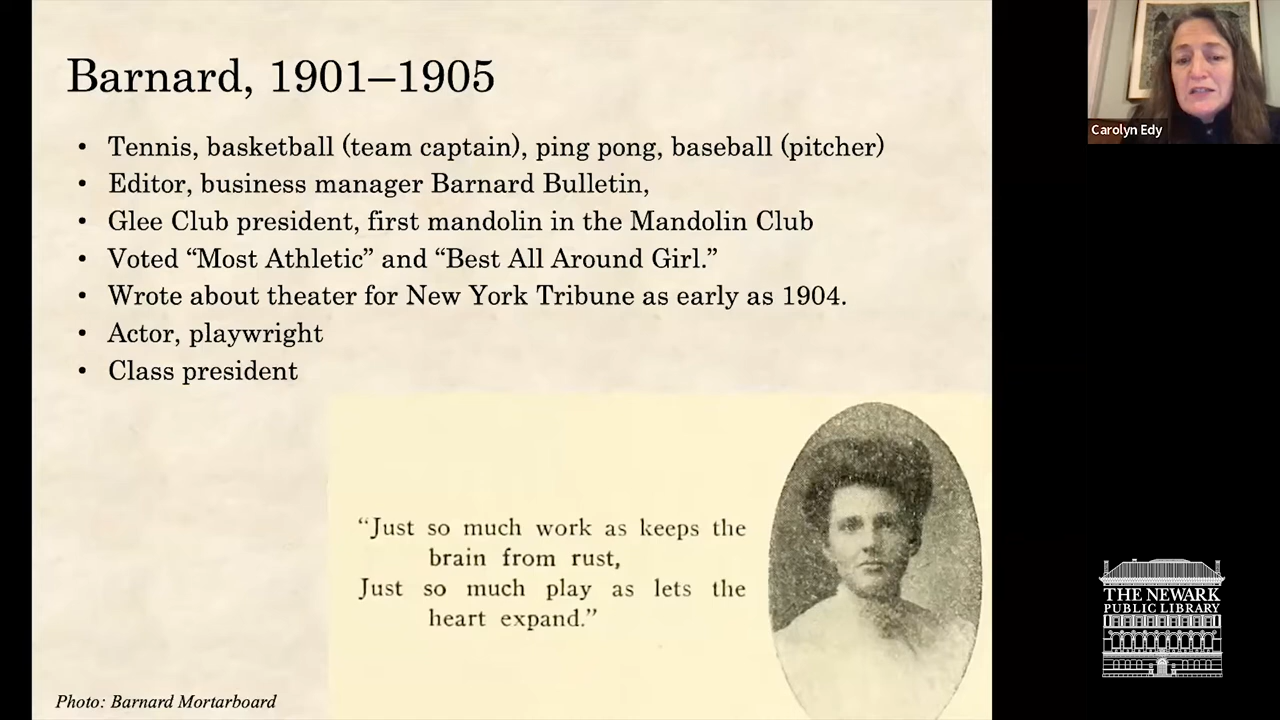 Barnard, 1901–1905
• Tennis, basketball (team captain), ping pong, baseball (pitcher)
• Editor, business manager Barnard Bulletin,
• Glee Club president, first mandolin in the Mandolin Club
• Voted “Most Athletic” and “Best All Around Girl.”
• Wrote about theater for New York Tribune as early as 1904.
• Actor, playwright
• Class president
“Just so much work as keeps the
brain from rust,
Just so much play as lets the
heart expand.”
Photo: Barnard Mortarboard
Carolyn Edy
THE NEWARK
PUBLIC LIBRARY